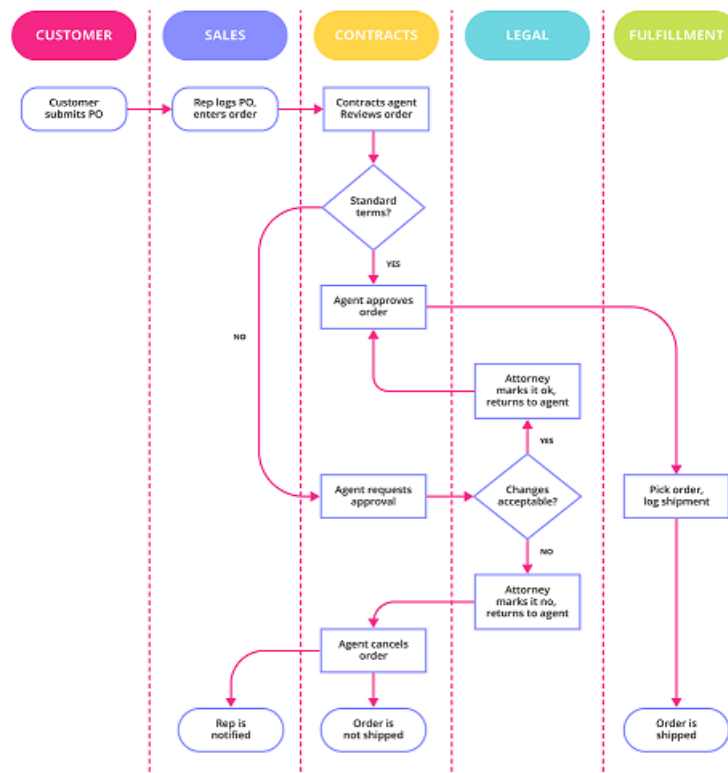 CUSTOMER
SALES
CONTRACTS
LEGAL
FULFILLMENT
Customer
submits PO
Rep logs PO,
enters order
Contracts agent
Reviews order
Standard
terms?
YES
Agent approves
order
NO
Attorney
marks it ok,
returns to agent
YES
Agent requests
approval
Changes
acceptable?
Pick order,
log shipment
NO
Attorney
marks it no,
returns to agent
Agent cancels
order
Rep is
notified
Order is
not shipped
Order is
shipped